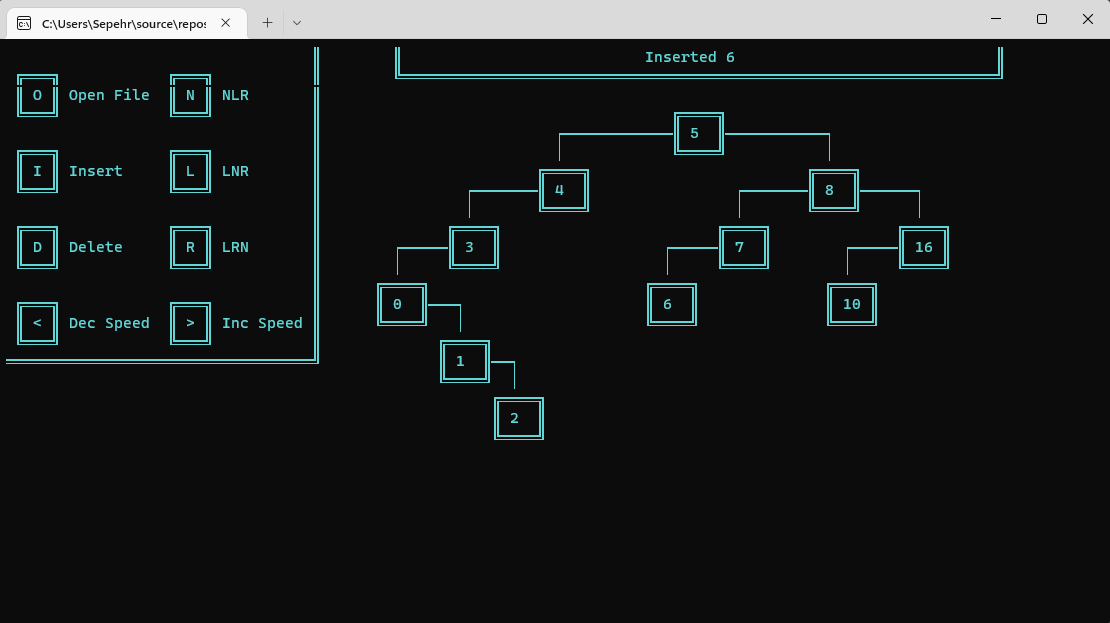 C:\Users\Sepehr\source\repos
Inserted 6
O Open File N NLR
I Insert L LNR
D Delete R LRN
< Dec Speed > Inc Speed
5
4 8
3 7 16
0 6 10
1
2